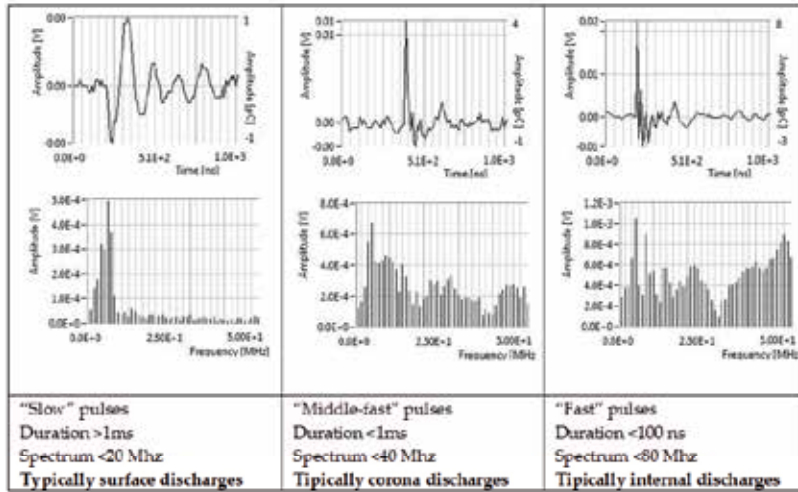 0.00
0.00
-0.00
Amplitude [V]
1
-1
Amplitude [pC]
0.0E+0
5.1E+2
1.0E+3
Time [ns]
0.01
0.01
0.00
-0.00
Amplitude [V]
4
-1
Amplitude [pC]
0.0E+0
5.1E+2
1.0E+3
Time [ns]
0.02
0.01
0.00
-0.01
Amplitude [V]
8
-3
Amplitude [pC]
0.0E+0
5.1E+2
1.0E+3
Time [ns]
5.0E-4
4.0E-4
3.0E-4
2.0E-4
1.0E-4
0.0E+0
Amplitude [V]
0.0E+0
2.50E+1
5.00E+1
Frequency [MHz]
8.0E-4
6.0E-4
4.0E-4
2.0E-4
0.0E+0
Amplitude [V]
0.0E+0
2.50E+1
5.00E+1
Frequency [MHz]
1.2E-3
1.0E-3
8.0E-4
6.0E-4
4.0E-4
2.0E-4
0.0E+0
Amplitude [V]
0.0E+0
2.50E+1
5.00E+1
Frequency [MHz]
"Slow" pulses
Duration >1ms
Spectrum <20 Mhz
Typically surface discharges
"Middle-fast" pulses
Duration <1ms
Spectrum <40 Mhz
Tipically corona discharges
"Fast" pulses
Duration <100 ns
Spectrum <80 Mhz
Tipically internal discharges